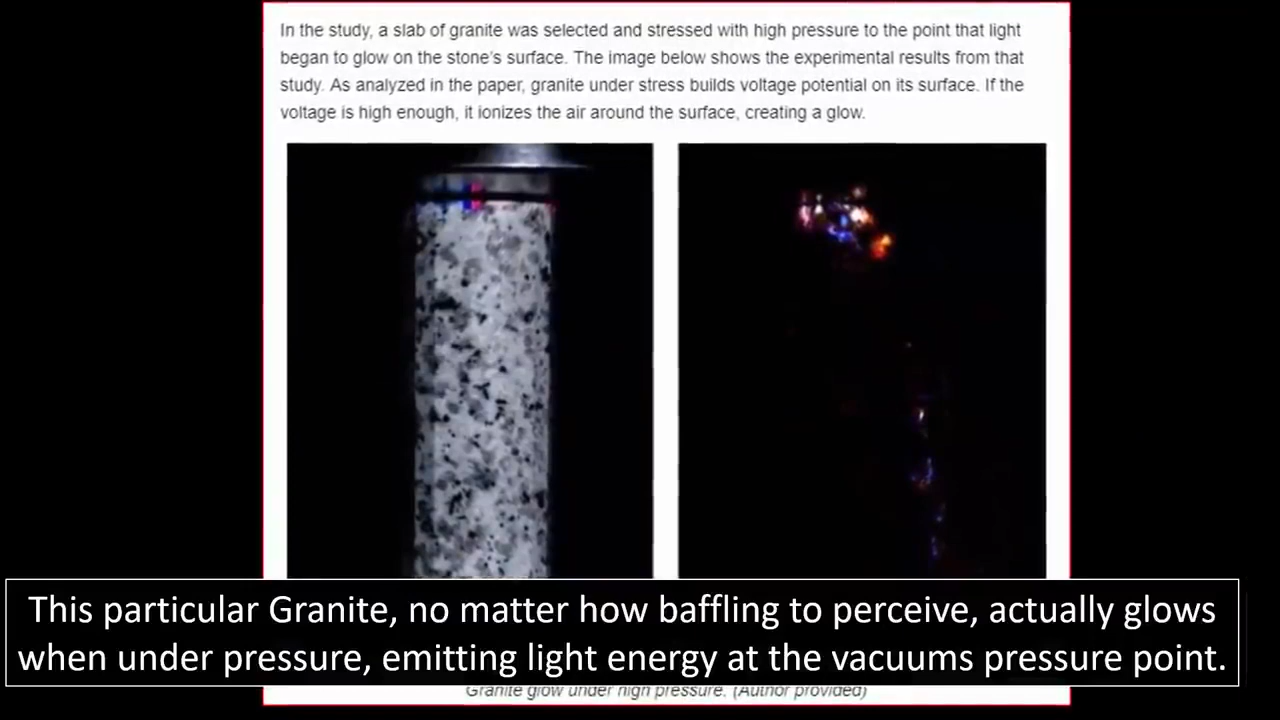 In the study, a slab of granite was selected and stressed with high pressure to the point that light
began to glow on the stone's surface. The image below shows the experimental results from that
study. As analyzed in the paper, granite under stress builds voltage potential on its surface. If the
voltage is high enough, it ionizes the air around the surface, creating a glow.
This particular Granite, no matter how baffling to perceive, actually glows
when under pressure, emitting light energy at the vacuums pressure point.
Granite glow under high pressure. (Author provided)